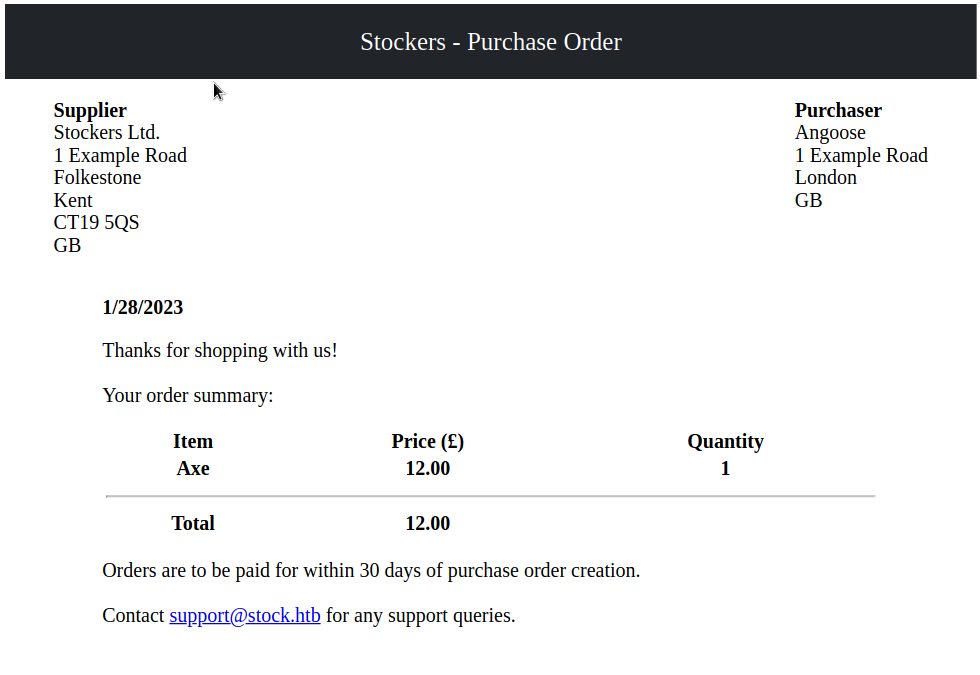 Stockers - Purchase Order
Supplier
Stockers Ltd.
1 Example Road
Folkestone
Kent
CT19 5QS
GB
Purchaser
Angoose
1 Example Road
London
GB
1/28/2023
Thanks for shopping with us!
Your order summary:
Item Price (£) Quantity
Axe 12.00 1
Total 12.00
Orders are to be paid for within 30 days of purchase order creation.
Contact support@stock.htb for any support queries.